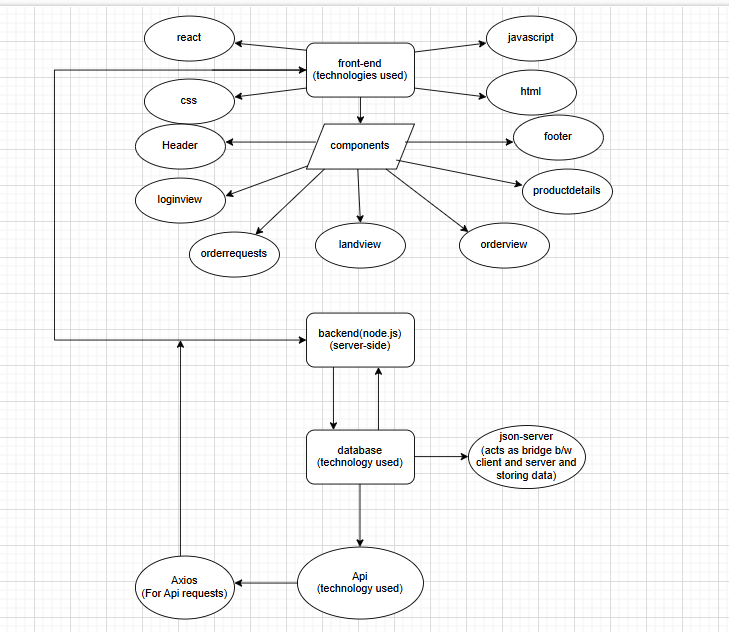 react
front-end
(technologies used)
javascript
css
html
Header
components
footer
loginview
productdetails
orderrequests
landview
orderview
backend(node.js)
(server-side)
database
(technology used)
json-server
(acts as bridge b/w
client and server and
storing data)
Axios
(For Api requests)
Api
(technology used)